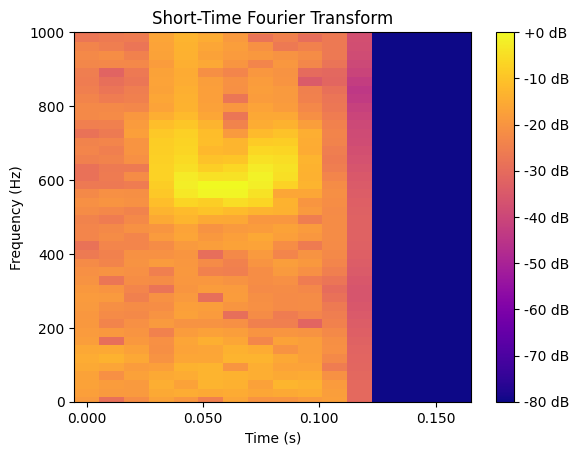 Short-Time Fourier Transform
1000
800
600
400
200
0
Frequency (Hz)
0.000
0.050
0.100
0.150
Time (s)
+0 dB
-10 dB
-20 dB
-30 dB
-40 dB
-50 dB
-60 dB
-70 dB
-80 dB